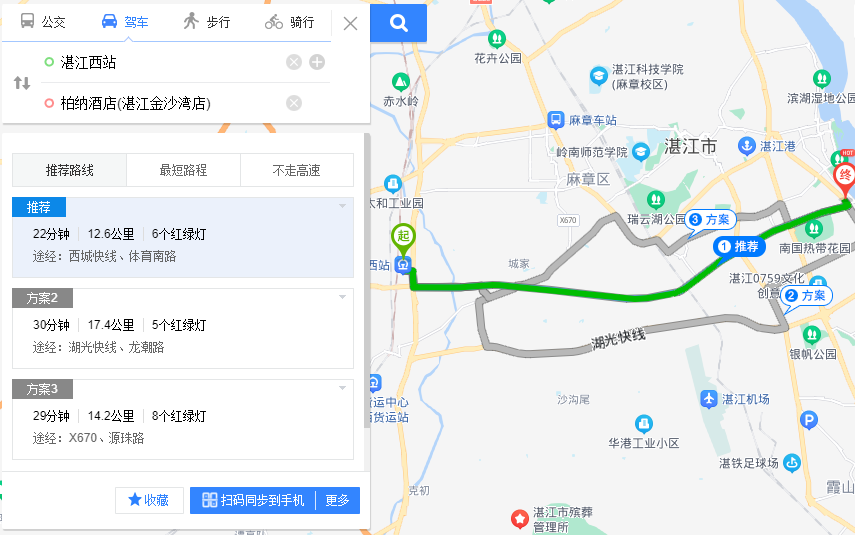 公交
驾车
步行
骑行
湛江西站
柏纳酒店(湛江金沙湾店)
推荐路线
最短路程
不走高速
推荐
22分钟 12.6公里 6个红绿灯
途经：西城快线、体育南路
方案2
30分钟 17.4公里 5个红绿灯
途经：湖光快线、龙潮路
方案3
29分钟 14.2公里 8个红绿灯
途经：X670、源珠路
收藏
扫码同步到手机
更多
花卉公园
赤水岭
湛江科技学院
(麻章校区)
滨湖湿地公园
麻章车站
岭南师范学院
湛江市
湛江港
HOT
终
麻章区
太和工业园
瑞云湖公园
3 方案
X670
起
西站
城家
1 推荐
南国热带花园
湛江0759文化
创意
2 方案
湖光快线
银帆公园
货运中心
西货运站
沙沟尾
湛江机场
P
华港工业小区
湛铁足球场
霞山
克初
湛江市殡葬
管理所